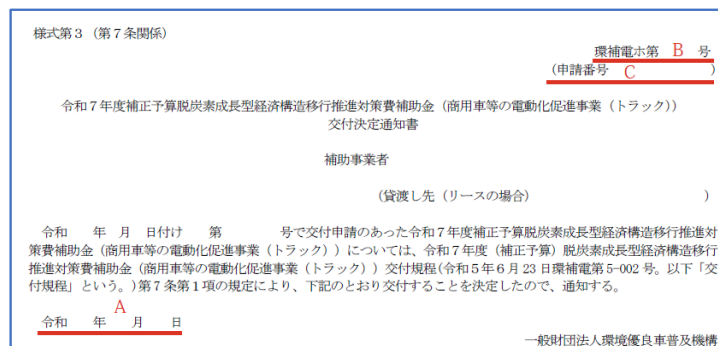 様式第3（第7条関係）
環補電ホ第 B 号
(申請番号 C )
令和7年度補正予算脱炭素成長型経済構造移行推進対策費補助金（商用車等の電動化促進事業（トラック））
交付決定通知書
補助事業者
(貸渡し先（リースの場合） )
令和 年 月 日付け 第 号で交付申請のあった令和7年度補正予算脱炭素成長型経済構造移行推進対
策費補助金（商用車等の電動化促進事業（トラック））については、令和7年度（補正予算）脱炭素成長型経済構造移行
推進対策費補助金（商用車等の電動化促進事業（トラック））交付規程(令和5年6月23日環補電第5-002号。以下「交
付規程」という。)第7条第1項の規定により、下記のとおり交付することを決定したので、通知する。
A
令和 年 月 日
一般財団法人環境優良車普及機構